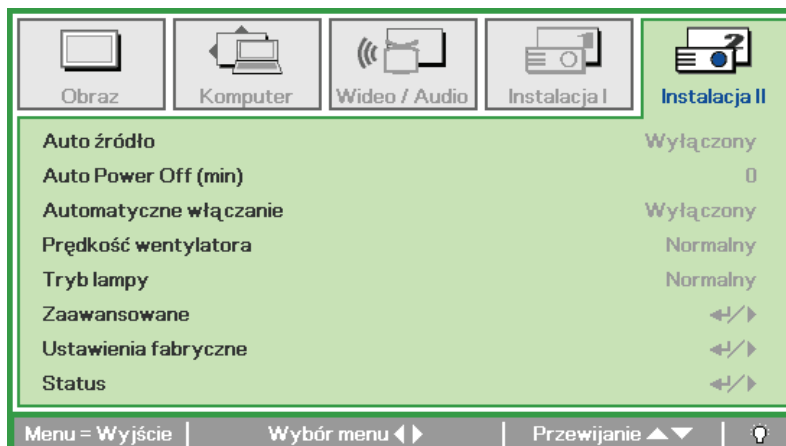 Obraz
Komputer
Wideo / Audio
Instalacja I
Instalacja II
Auto źródło Wyłączony
Auto Power Off (min) 0
Automatyczne włączanie Wyłączony
Prędkość wentylatora Normalny
Tryb lampy Normalny
Zaawansowane
Ustawienia fabryczne
Status
Menu = Wyjście
Wybór menu
Przewijanie